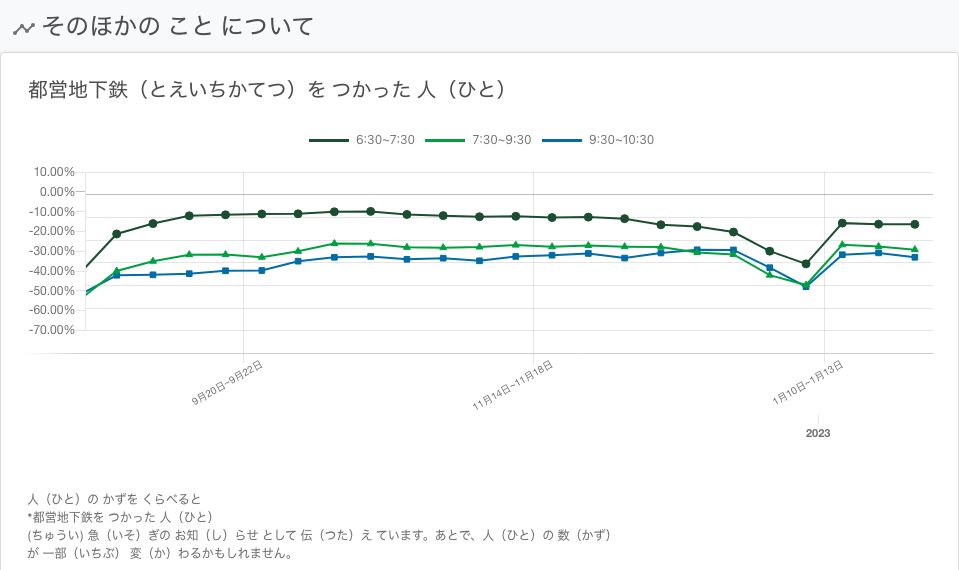 そのほかの こと について
都営地下鉄（とえいちかてつ）を つかった 人（ひと）
6:30~7:30 7:30~9:30 9:30~10:30
10.00%
0.00%
-10.00%
-20.00%
-30.00%
-40.00%
-50.00%
-60.00%
-70.00%
9月20日~9月22日 11月14日~11月18日 1月10日~1月13日
2023
人（ひと）の かずを くらべると
*都営地下鉄を つかった 人（ひと）
(ちゅうい) 急（いそ）ぎの お知（し）らせ として 伝（つた）え ています。あとで、人（ひと）の 数（かず）
が 一部（いちぶ） 変（か）わるかもしれません。